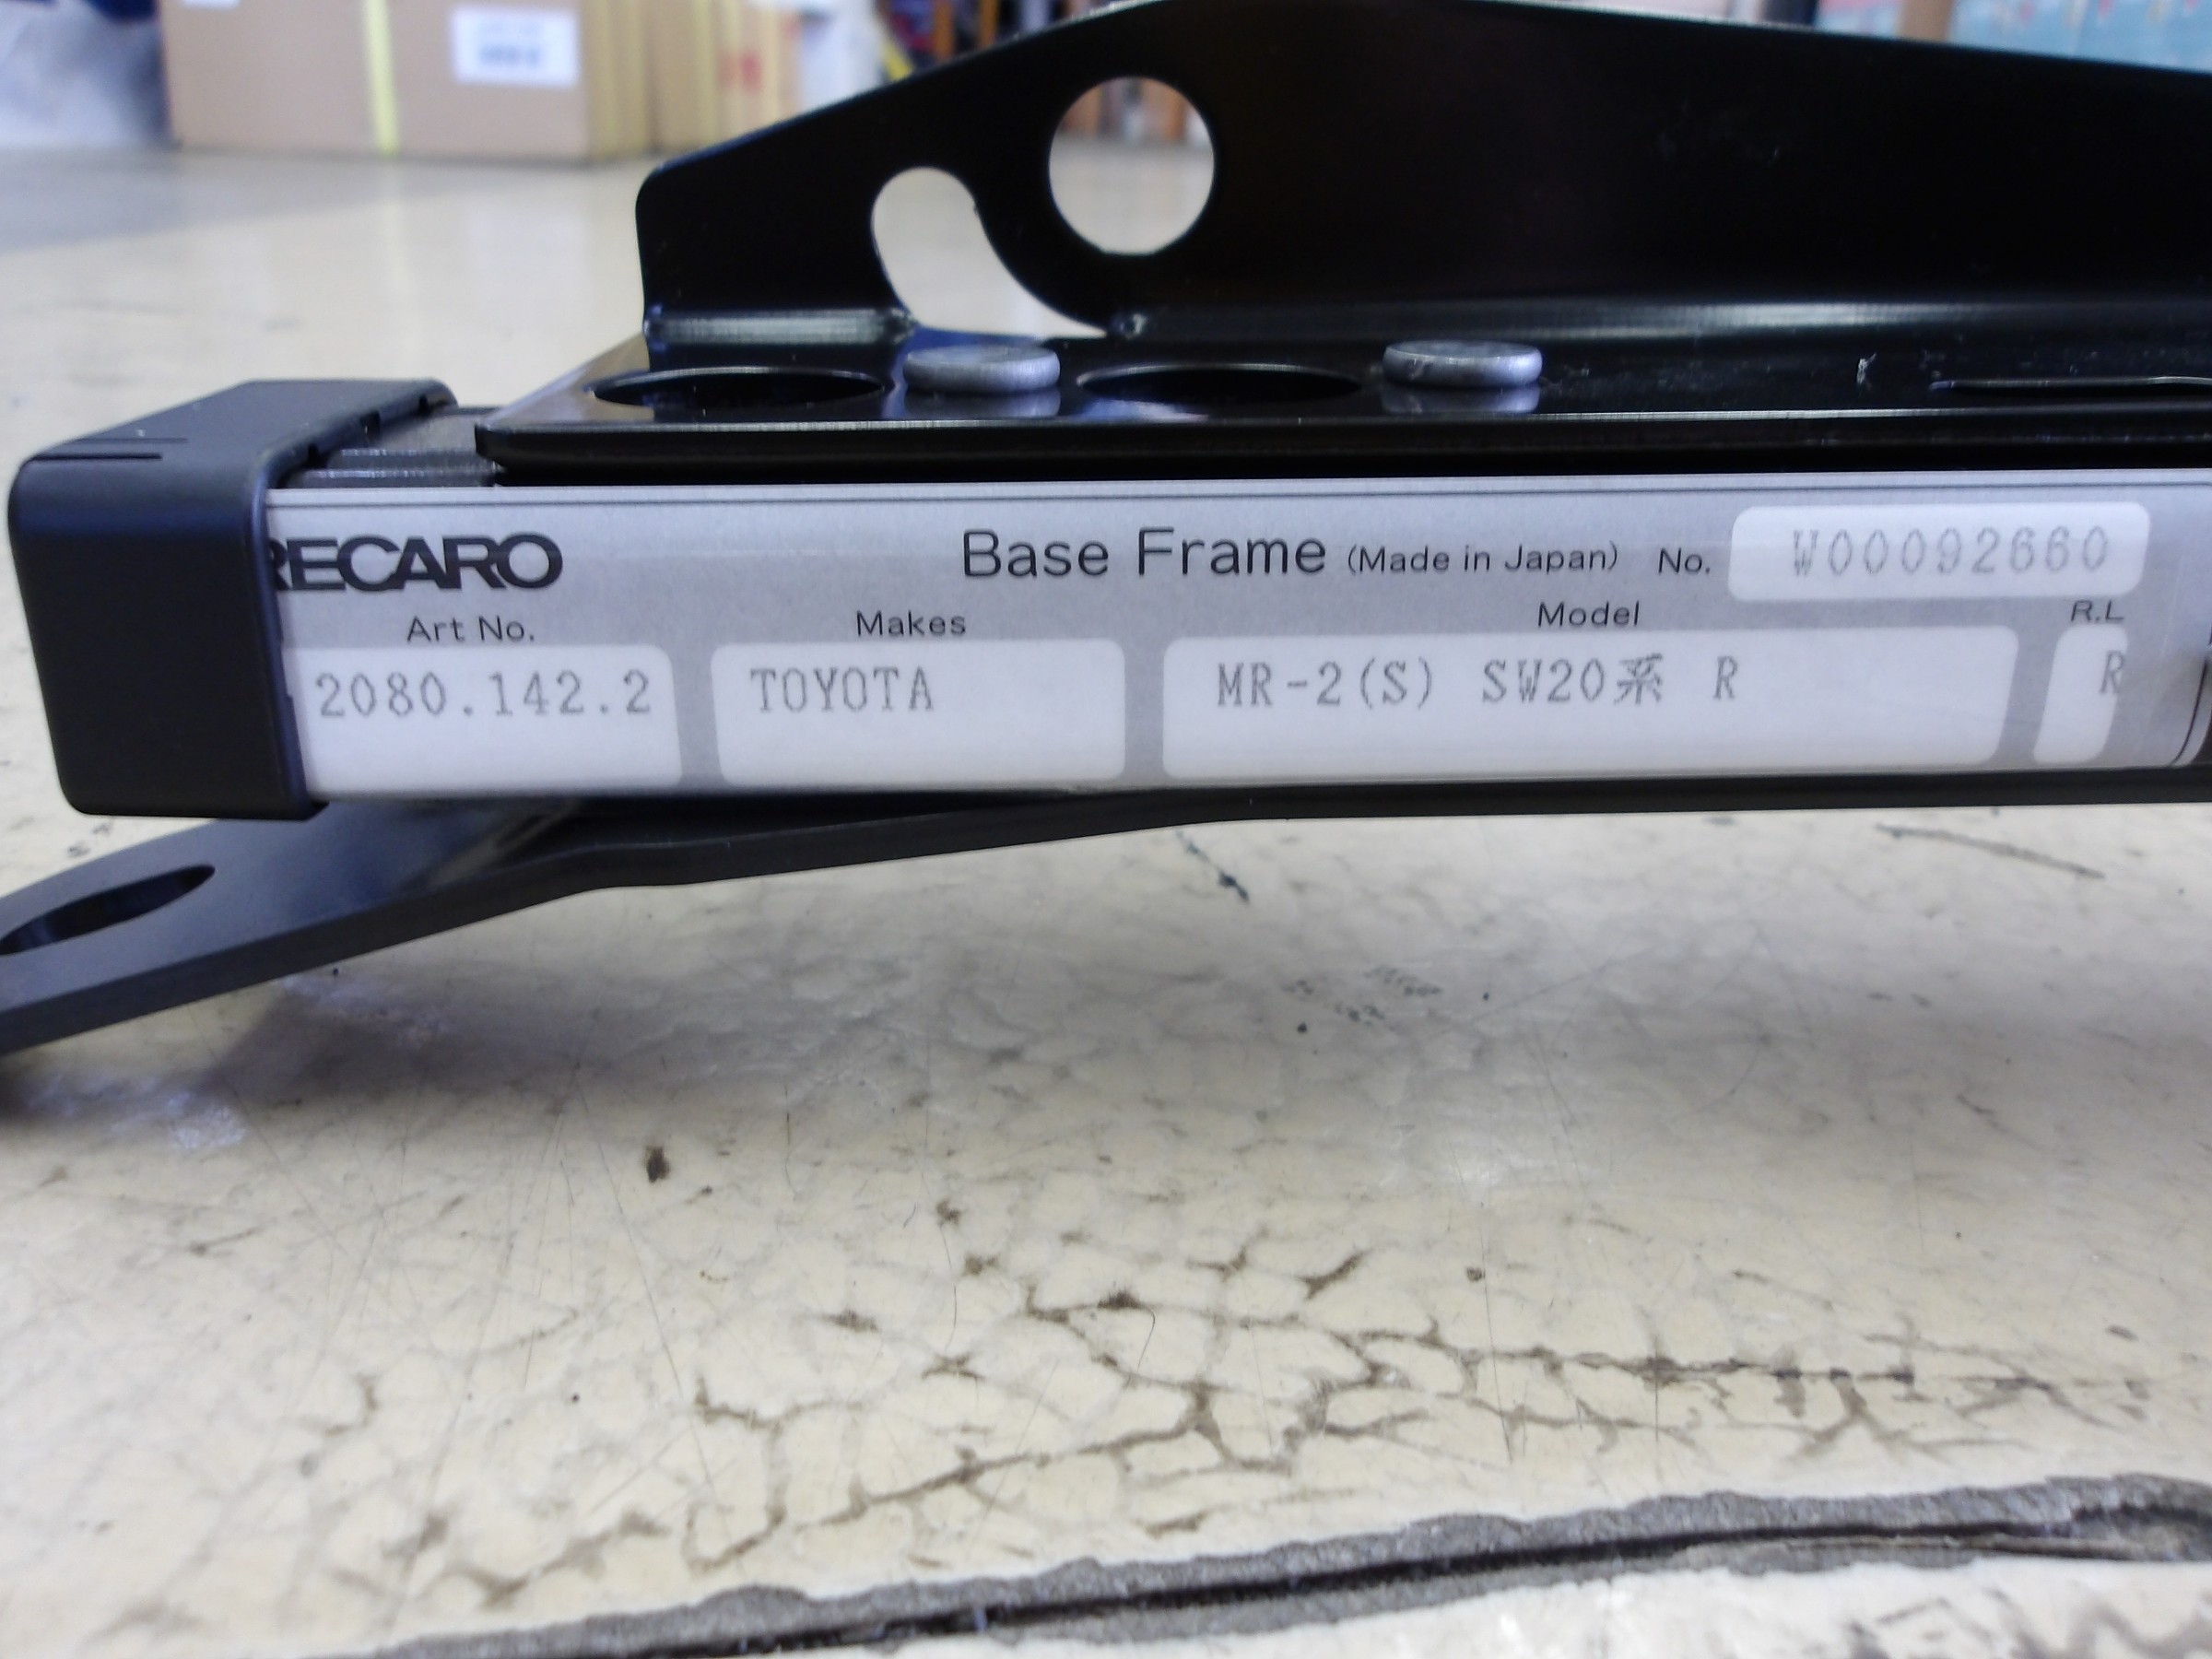 RECARO
Base Frame (Made in Japan) No. W00092660
Art No. Makes Model R.L
2080.142.2 TOYOTA MR-2(S) SW20系 R R